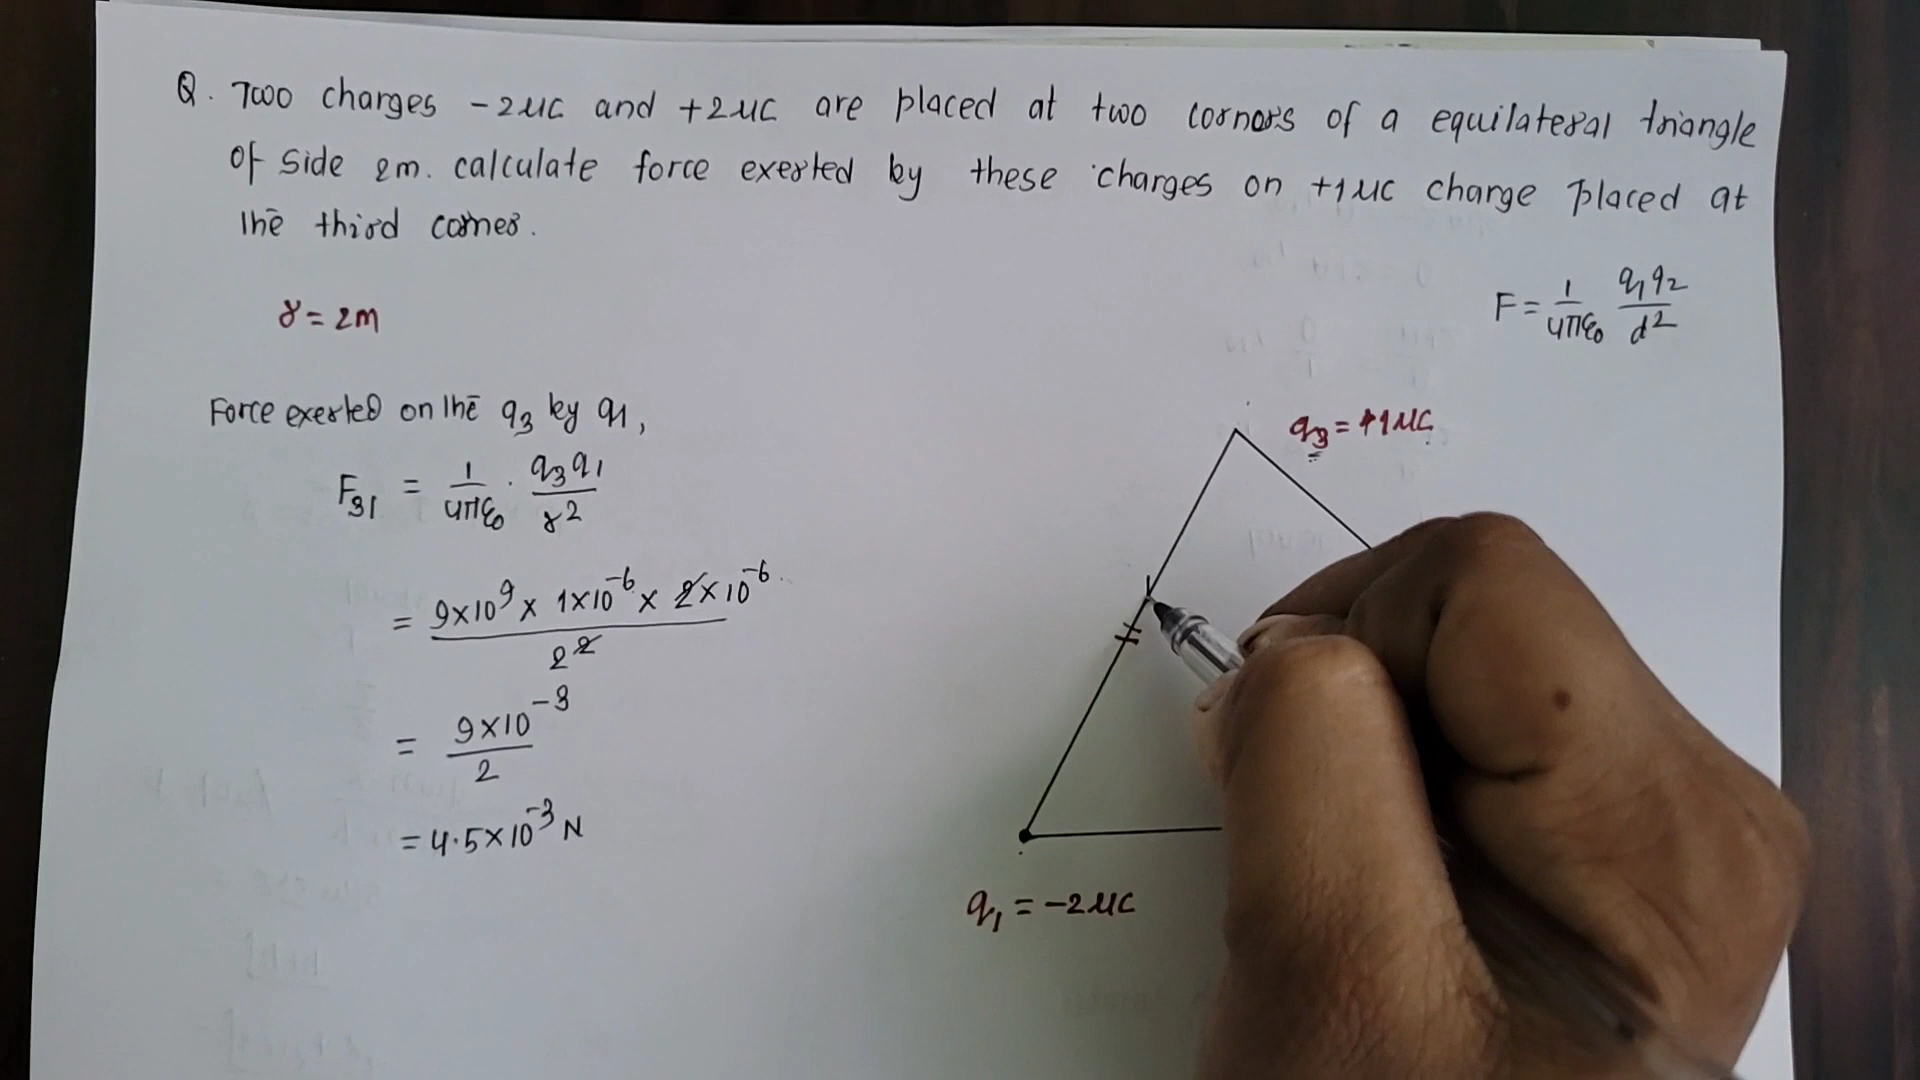 Q. Two charges -2μC and +2μC are placed at two corners of a equilateral triangle
of side 2m. calculate force exerted by these charges on +1μC charge placed at
the third corner.
F = 1/4πε0 q1q2/d²
r = 2m
Force exerted on the q3 by q1,
q3 = +1μC
F31 = 1/4πε0 . q3q1/r²
= 9×10⁹ × 1×10⁻⁶ × 2×10⁻⁶ / 2²
= 9×10⁻³ / 2
= 4.5×10⁻³ N
q1 = -2μC